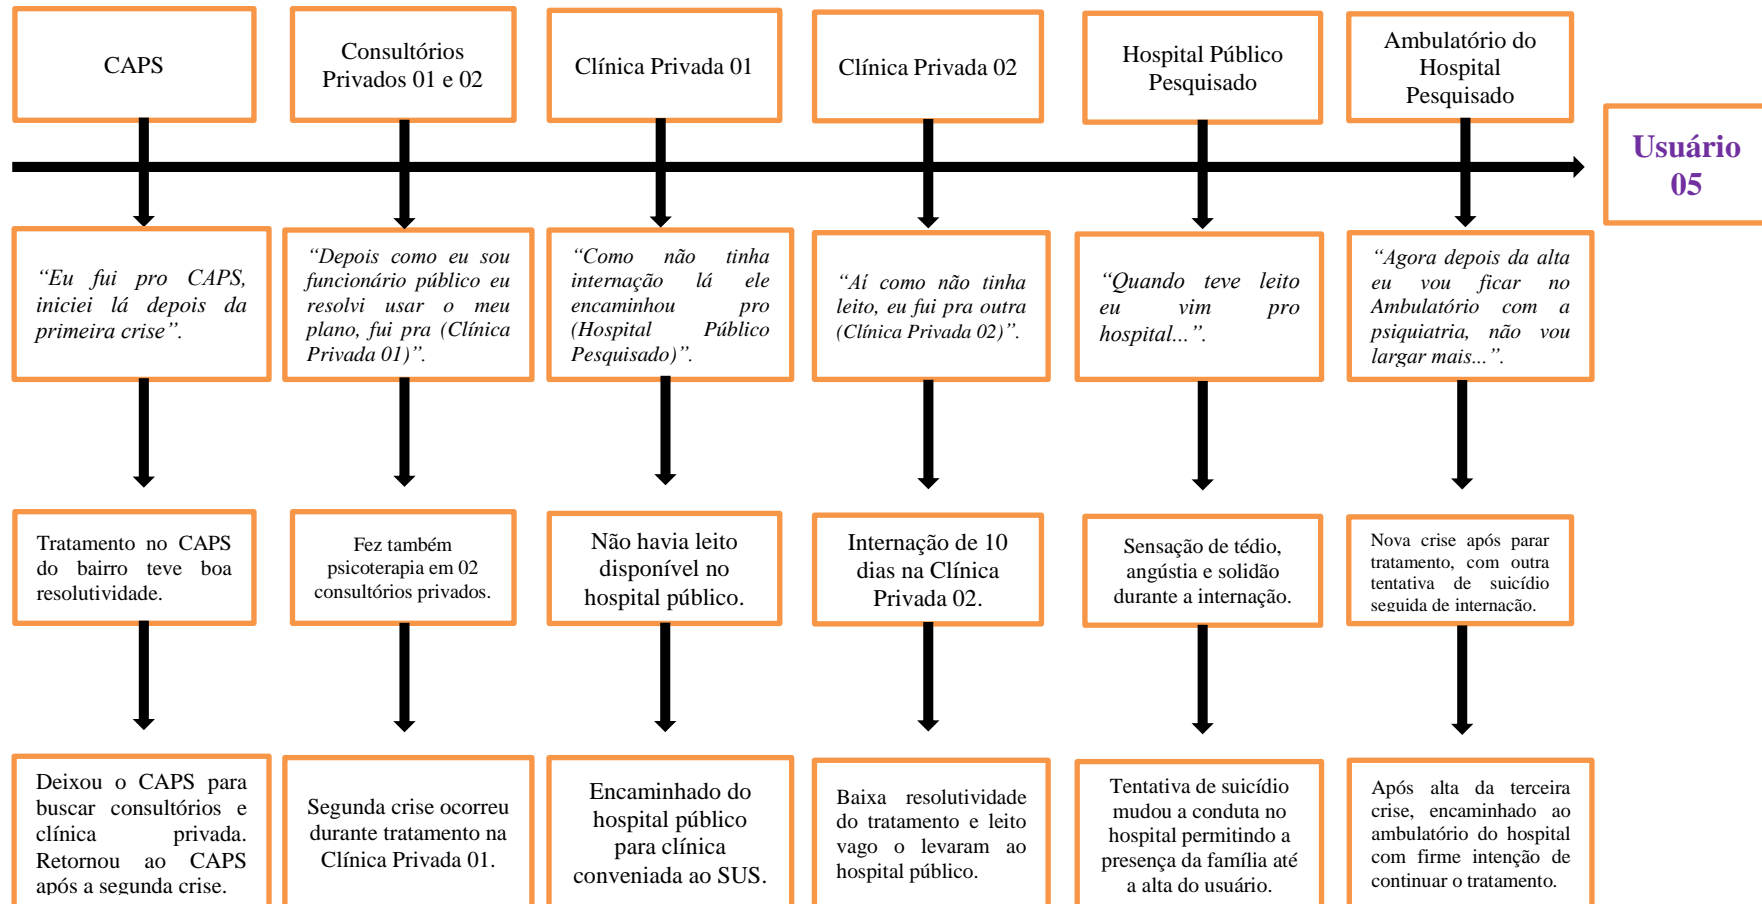 CAPS
Consultórios
Privados 01 e 02
Clínica Privada 01
Clínica Privada 02
Hospital Público
Pesquisado
Ambulatório do
Hospital
Pesquisado
Usuário
05
“Eu fui pro CAPS,
iniciei lá depois da
primeira crise”.
“Depois como eu sou
funcionário público eu
resolvi usar o meu
plano, fui pra (Clínica
Privada 01)”.
“Como não tinha
internação lá ele
encaminhou pro
(Hospital Público
Pesquisado)”.
“Aí como não tinha
leito, eu fui pra outra
(Clínica Privada 02)”.
“Quando teve leito
eu vim pro
hospital...”.
“Agora depois da alta
eu vou ficar no
Ambulatório com a
psiquiatria, não vou
largar mais...”.
Tratamento no CAPS
do bairro teve boa
resolutividade.
Fez também
psicoterapia em 02
consultórios privados.
Não havia leito
disponível no
hospital público.
Internação de 10
dias na Clínica
Privada 02.
Sensação de tédio,
angústia e solidão
durante a internação.
Nova crise após parar
tratamento, com outra
tentativa de suicídio
seguida de internação.
Deixou o CAPS para
buscar consultórios e
clínica privada.
Retornou ao CAPS
após a segunda crise.
Segunda crise ocorreu
durante tratamento na
Clínica Privada 01.
Encaminhado do
hospital público
para clínica
conveniada ao SUS.
Baixa resolutividade
do tratamento e leito
vago o levaram ao
hospital público.
Tentativa de suicídio
mudou a conduta no
hospital permitindo a
presença da família até
a alta do usuário.
Após alta da terceira
crise, encaminhado ao
ambulatório do hospital
com firme intenção de
continuar o tratamento.